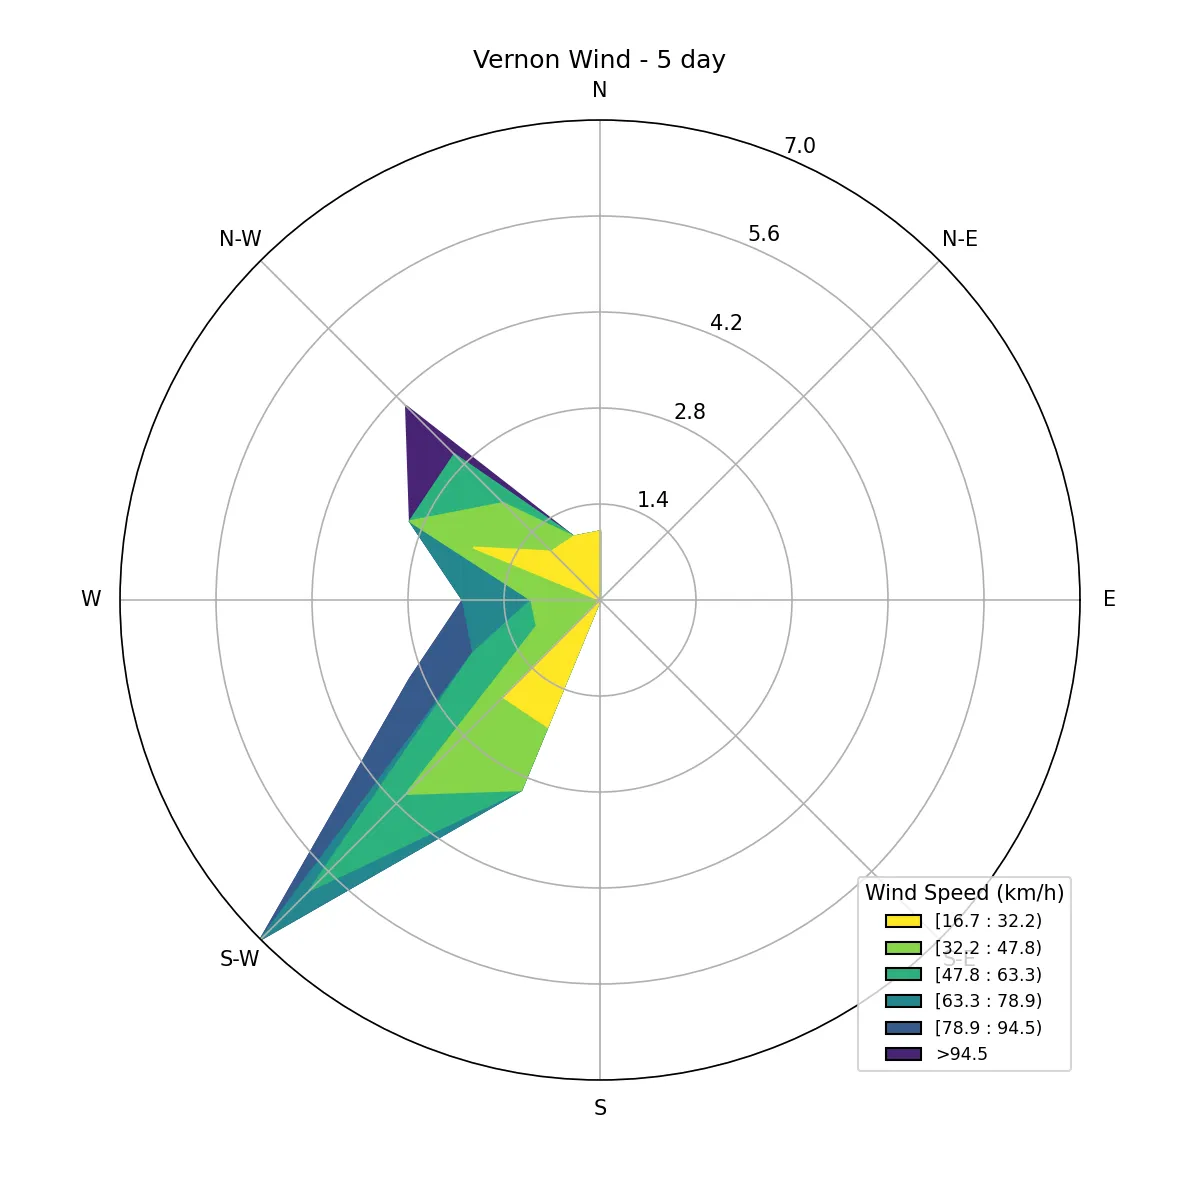 Vernon Wind - 5 day
N
7.0
N-W
5.6
N-E
4.2
2.8
1.4
W
E
S-W
S-E
S
Wind Speed (km/h)
[16.7 : 32.2)
[32.2 : 47.8)
[47.8 : 63.3)
[63.3 : 78.9)
[78.9 : 94.5)
>94.5